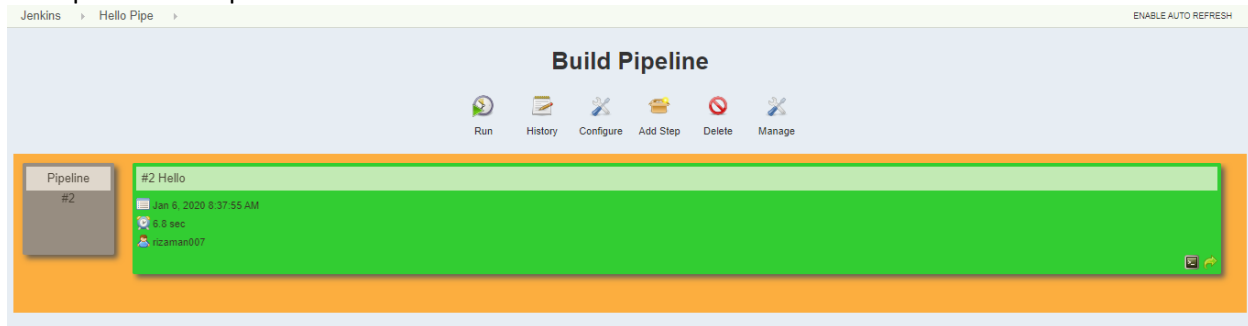 Jenkins Hello Pipe
ENABLE AUTO REFRESH
Build Pipeline
Run History Configure Add Step Delete Manage
Pipeline
#2
#2 Hello
Jan 6, 2020 8:37:55 AM
6.8 sec
rizaman007